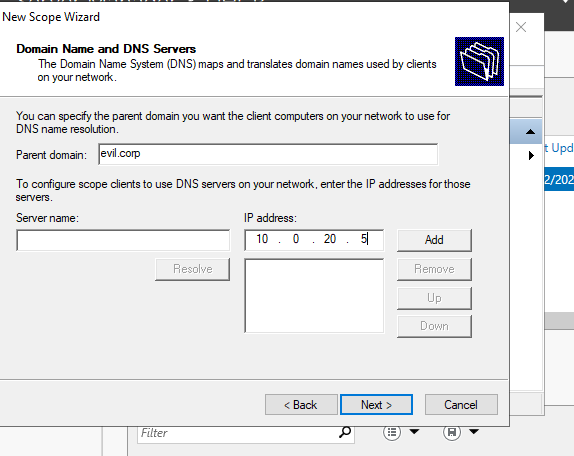 New Scope Wizard
Domain Name and DNS Servers
The Domain Name System (DNS) maps and translates domain names used by clients
on your network.
You can specify the parent domain you want the client computers on your network to use for
DNS name resolution.
Parent domain: evil.corp
To configure scope clients to use DNS servers on your network, enter the IP addresses for those
servers.
Server name: IP address:
10 . 0 . 20 . 5 Add
Resolve Remove
Up
Down
< Back Next > Cancel
t Upd
2/202
Filter